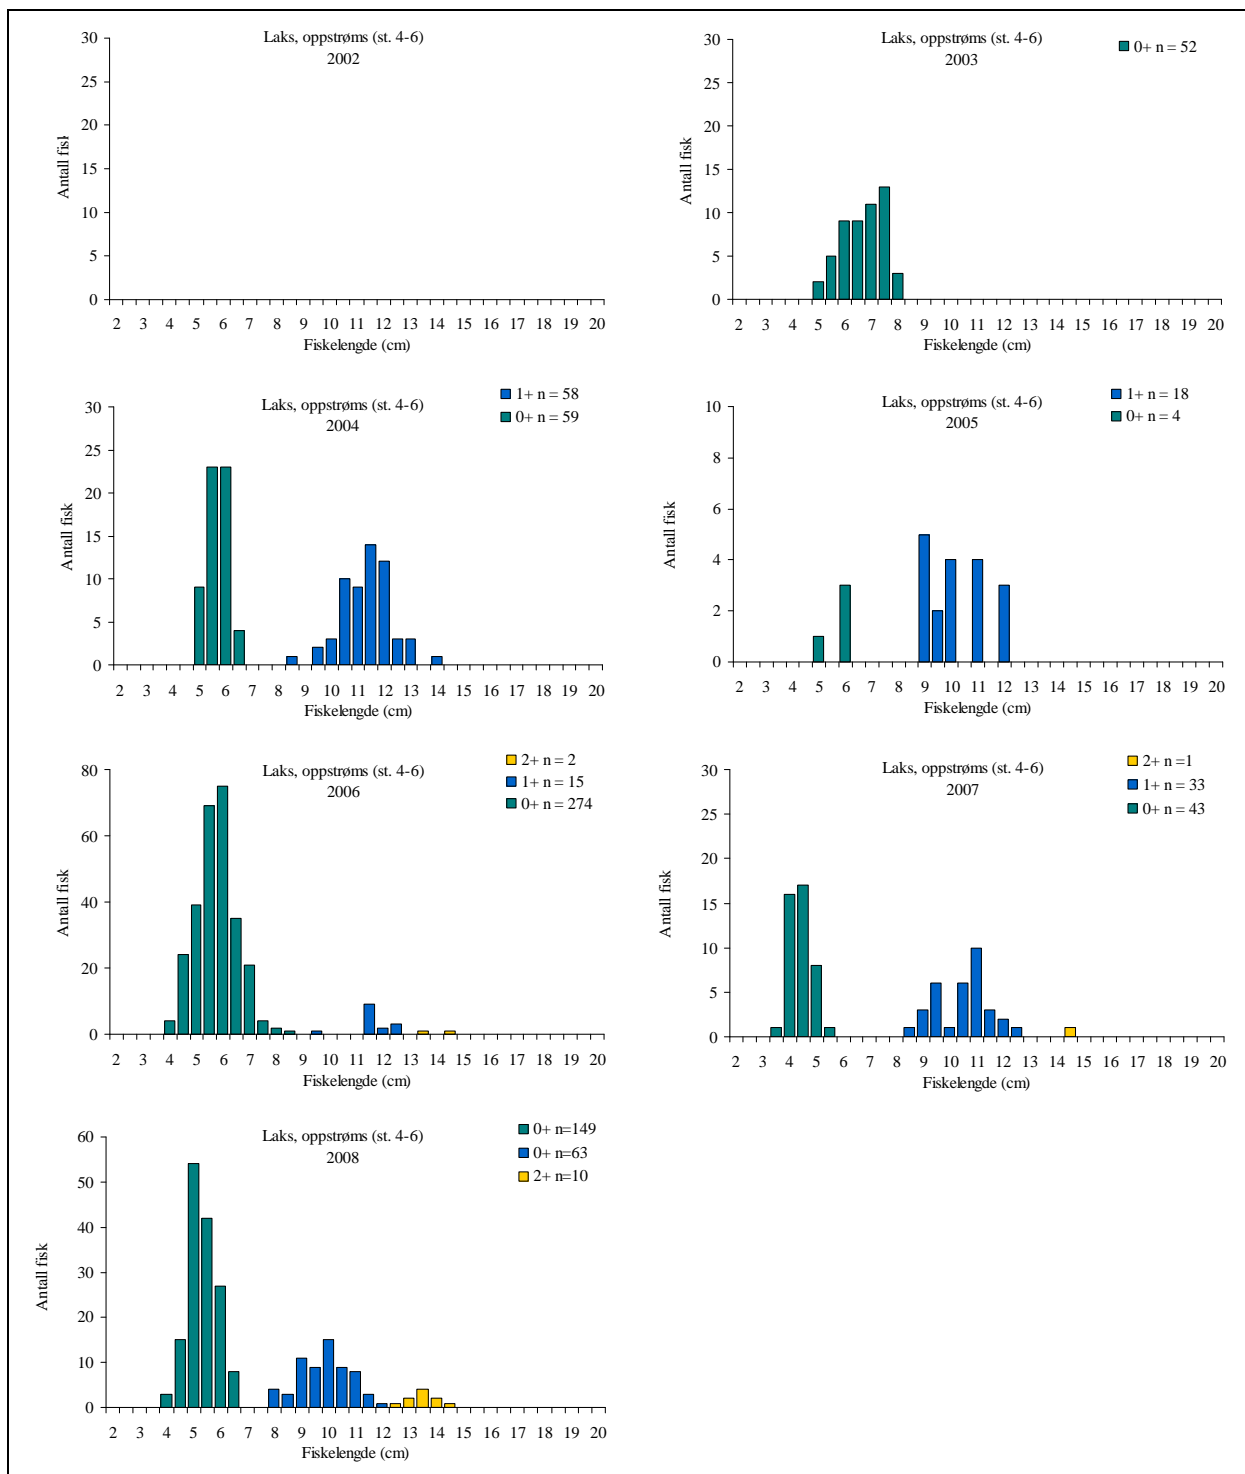 Laks, oppstrøms (st. 4-6)
2002
30
25
20
15
10
5
0
Antall fisk
2 3 4 5 6 7 8 9 10 11 12 13 14 15 16 17 18 19 20
Fiskelengde (cm)
Laks, oppstrøms (st. 4-6)
2003
0+ n = 52
30
25
20
15
10
5
0
Antall fisk
2 3 4 5 6 7 8 9 10 11 12 13 14 15 16 17 18 19 20
Fiskelengde (cm)
Laks, oppstrøms (st. 4-6)
2004
1+ n = 58
0+ n = 59
30
25
20
15
10
5
0
Antall fisk
2 3 4 5 6 7 8 9 10 11 12 13 14 15 16 17 18 19 20
Fiskelengde (cm)
Laks, oppstrøms (st. 4-6)
2005
1+ n = 18
0+ n = 4
10
8
6
4
2
0
Antall fisk
2 3 4 5 6 7 8 9 10 11 12 13 14 15 16 17 18 19 20
Fiskelengde (cm)
Laks, oppstrøms (st. 4-6)
2006
2+ n = 2
1+ n = 15
0+ n = 274
80
60
40
20
0
Antall fisk
2 3 4 5 6 7 8 9 10 11 12 13 14 15 16 17 18 19 20
Fiskelengde (cm)
Laks, oppstrøms (st. 4-6)
2007
2+ n =1
1+ n = 33
0+ n = 43
30
25
20
15
10
5
0
Antall fisk
2 3 4 5 6 7 8 9 10 11 12 13 14 15 16 17 18 19 20
Fiskelengde (cm)
Laks, oppstrøms (st. 4-6)
2008
0+ n=149
0+ n=63
2+ n=10
60
50
40
30
20
10
0
Antall fisk
2 3 4 5 6 7 8 9 10 11 12 13 14 15 16 17 18 19 20
Fiskelengde (cm)